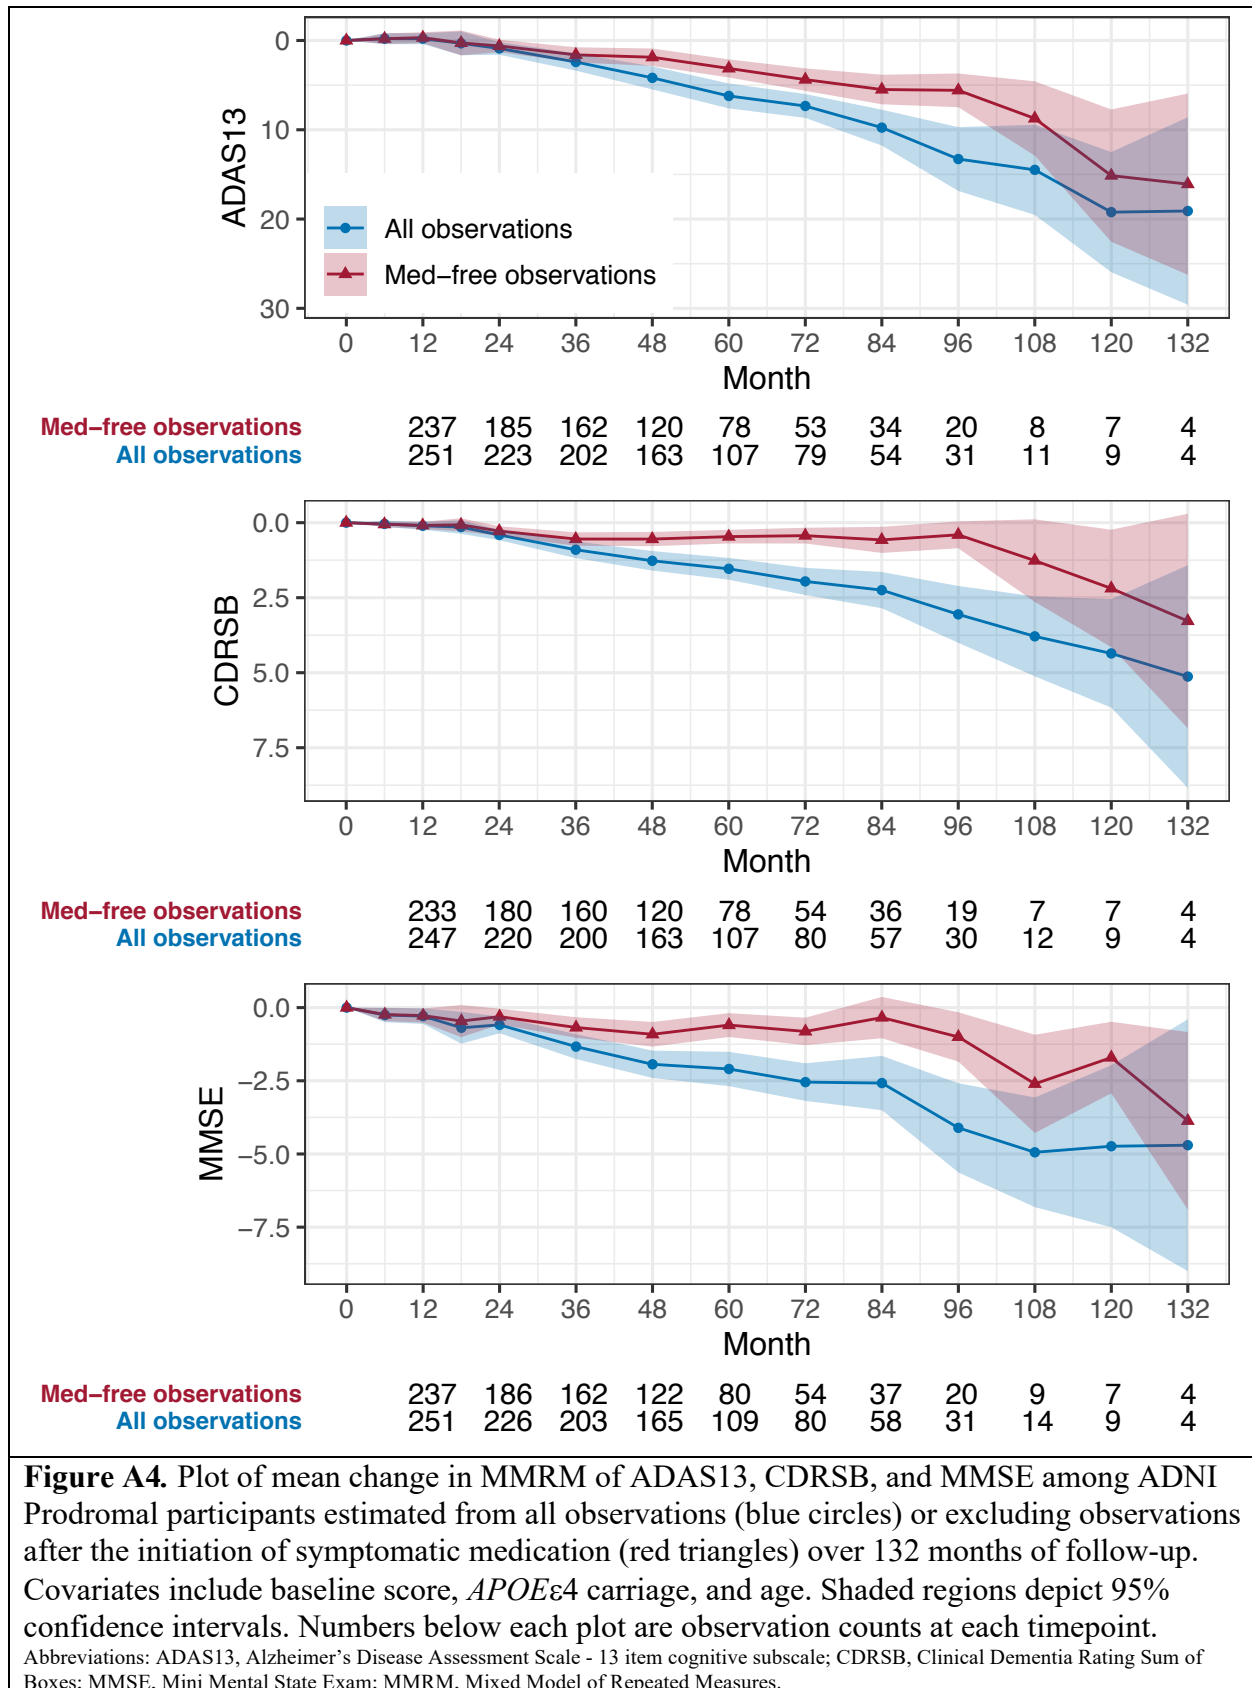 0
10
20
30
ADAS13
All observations
Med−free observations
0 12 24 36 48 60 72 84 96 108 120 132
Month
Med−free observations 237 185 162 120 78 53 34 20 8 7 4
All observations 251 223 202 163 107 79 54 31 11 9 4
0.0
2.5
5.0
7.5
CDRSB
0 12 24 36 48 60 72 84 96 108 120 132
Month
Med−free observations 233 180 160 120 78 54 36 19 7 7 4
All observations 247 220 200 163 107 80 57 30 12 9 4
0.0
−2.5
−5.0
−7.5
MMSE
0 12 24 36 48 60 72 84 96 108 120 132
Month
Med−free observations 237 186 162 122 80 54 37 20 9 7 4
All observations 251 226 203 165 109 80 58 31 14 9 4
Figure A4. Plot of mean change in MMRM of ADAS13, CDRSB, and MMSE among ADNI
Prodromal participants estimated from all observations (blue circles) or excluding observations
after the initiation of symptomatic medication (red triangles) over 132 months of follow-up.
Covariates include baseline score, APOEε4 carriage, and age. Shaded regions depict 95%
confidence intervals. Numbers below each plot are observation counts at each timepoint.
Abbreviations: ADAS13, Alzheimer’s Disease Assessment Scale - 13 item cognitive subscale; CDRSB, Clinical Dementia Rating Sum of
Boxes; MMSE, Mini Mental State Exam; MMRM, Mixed Model of Repeated Measures.